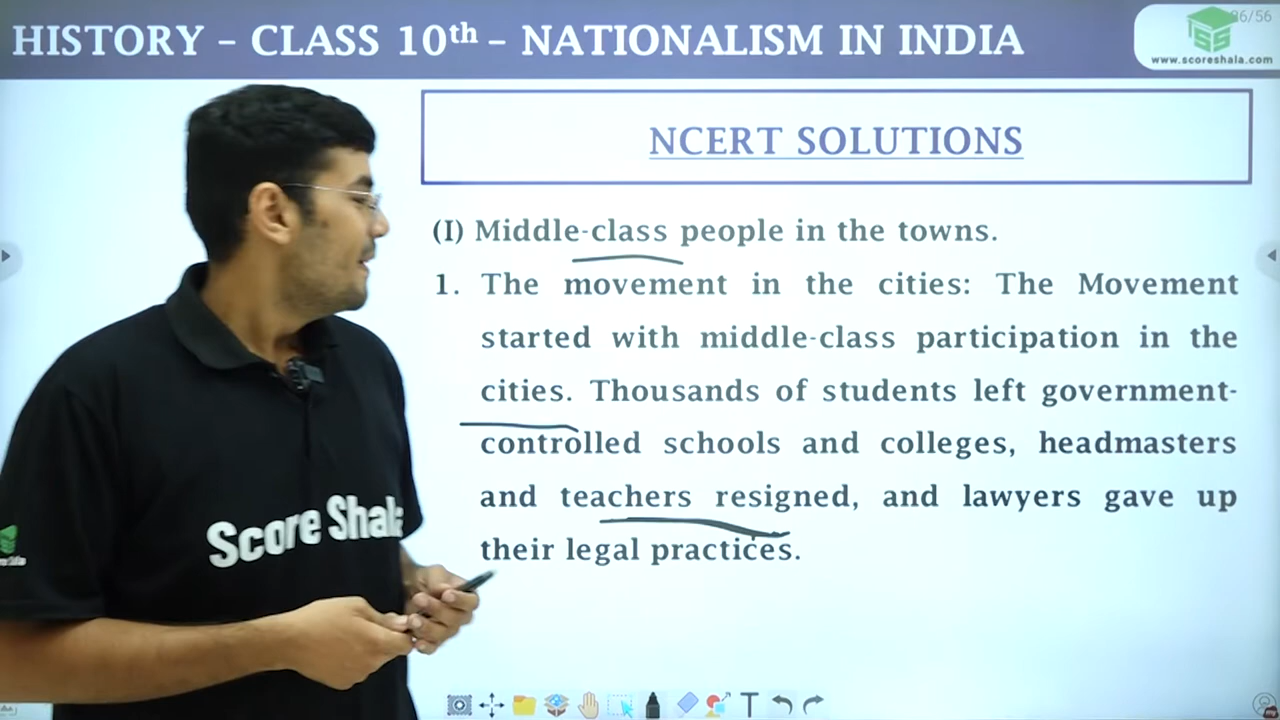 HISTORY – CLASS 10th – NATIONALISM IN INDIA
36/56
www.scoreshala.com
NCERT SOLUTIONS
(I) Middle-class people in the towns.
1. The movement in the cities: The Movement
started with middle-class participation in the
cities. Thousands of students left government-
controlled schools and colleges, headmasters
and teachers resigned, and lawyers gave up
their legal practices.
Score Shala
T